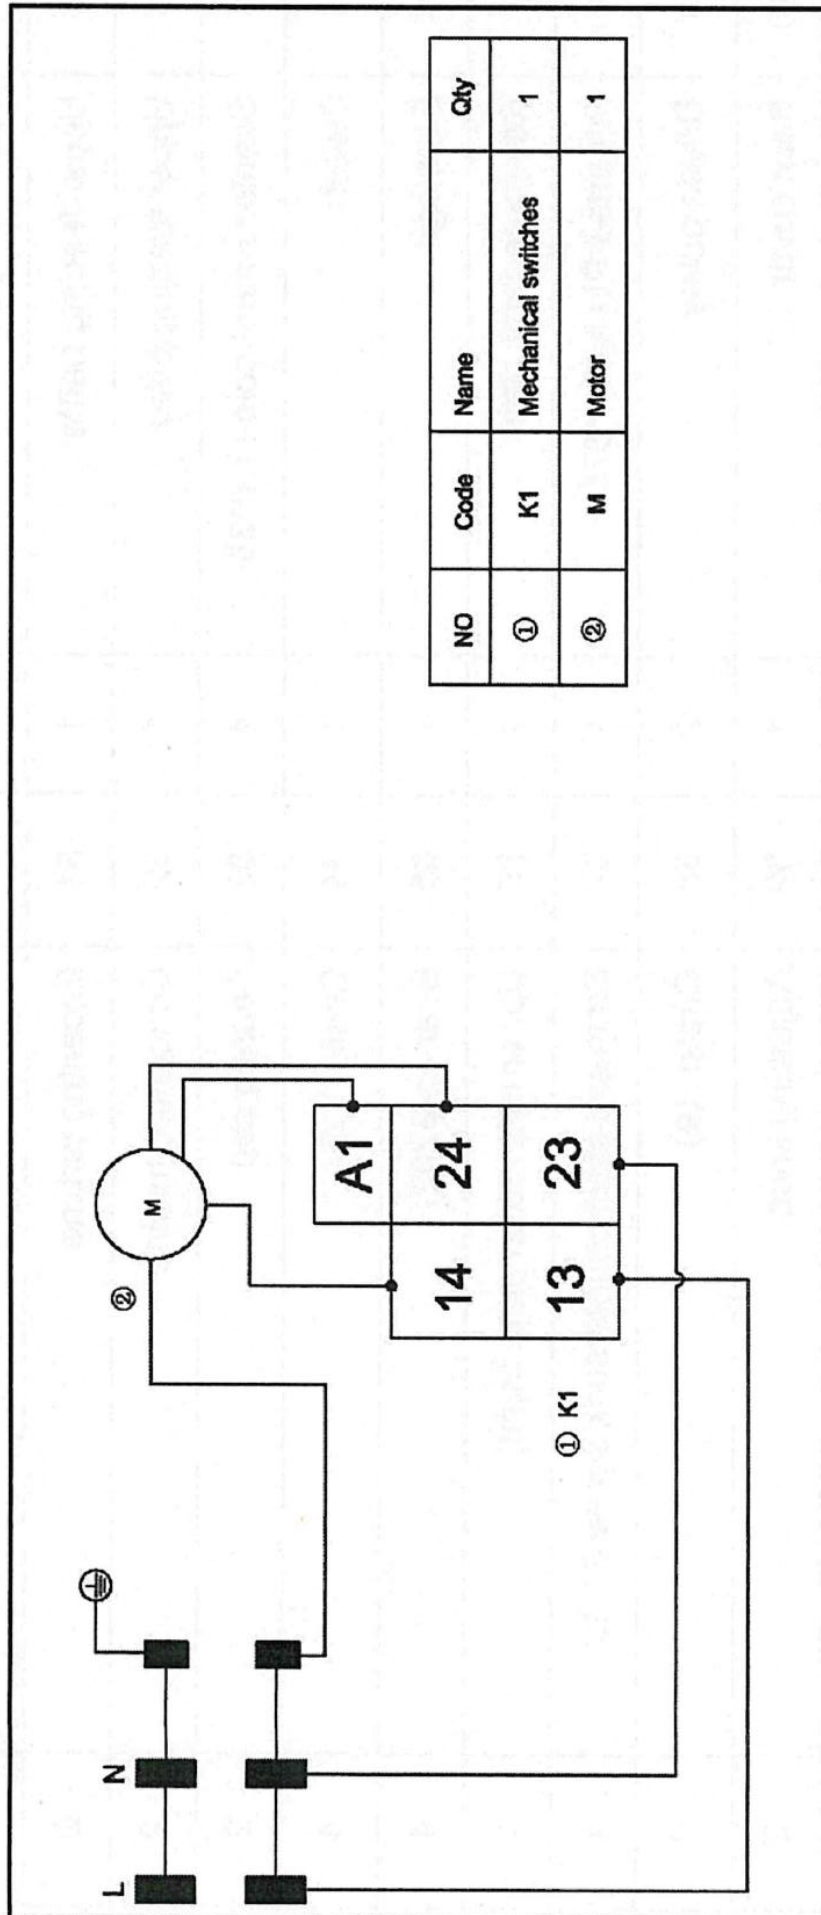 L N
② M
A1
14 24
13 23
① K1
NO Code Name Qty
① K1 Mechanical switches 1
② M Motor 1